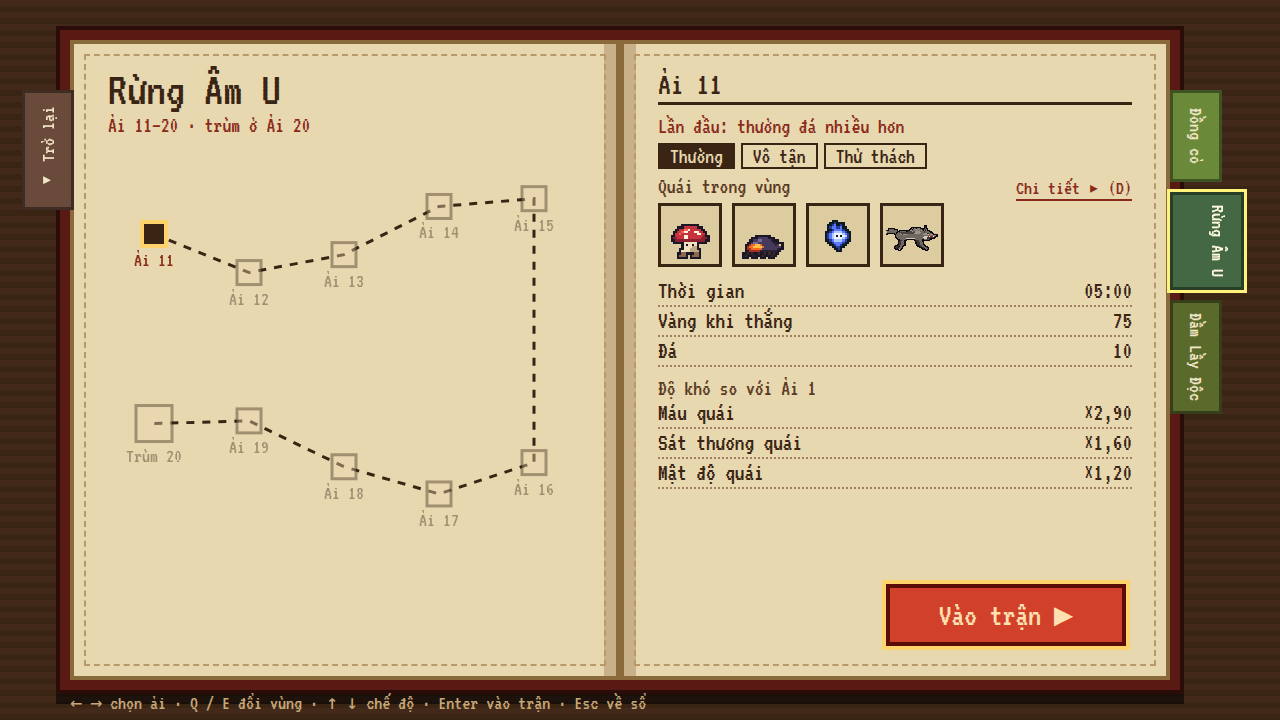 Rừng Âm U
Ải 11-20 · trùm ở Ải 20
◀ Trở lại
Ải 11
Ải 12
Ải 13
Ải 14
Ải 15
Ải 16
Ải 17
Ải 18
Ải 19
Trùm 20
Ải 11
Lần đầu: thưởng đá nhiều hơn
Thường
Vô tận
Thử thách
Quái trong vùng
Chi tiết ▶ (D)
Thời gian 05:00
Vàng khi thắng 75
Đá 10
Độ khó so với Ải 1
Máu quái x2,90
Sát thương quái x1,60
Mật độ quái x1,20
Vào trận ▶
Đồng cỏ
Rừng Âm U
Đầm Lầy Độc
← → chọn ải · Q / E đổi vùng · ↑ ↓ chế độ · Enter vào trận · Esc về sổ